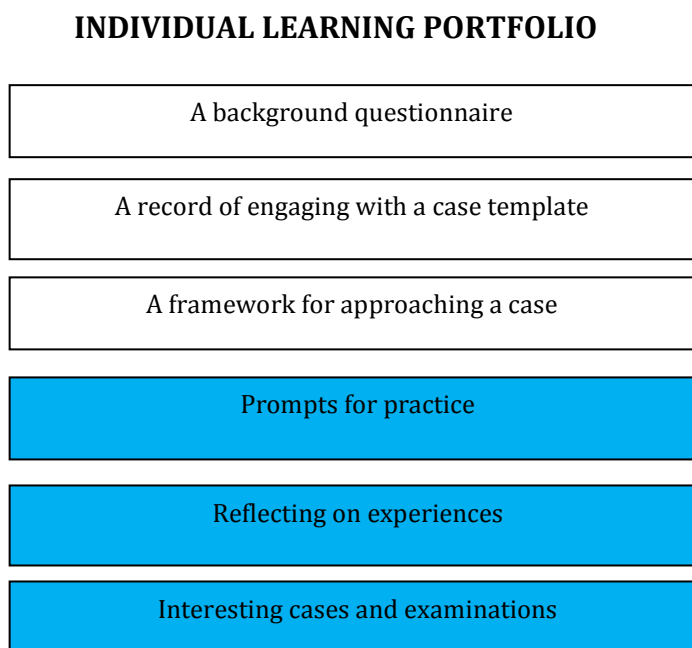 INDIVIDUAL LEARNING PORTFOLIO
A background questionnaire
A record of engaging with a case template
A framework for approaching a case
Prompts for practice
Reflecting on experiences
Interesting cases and examinations